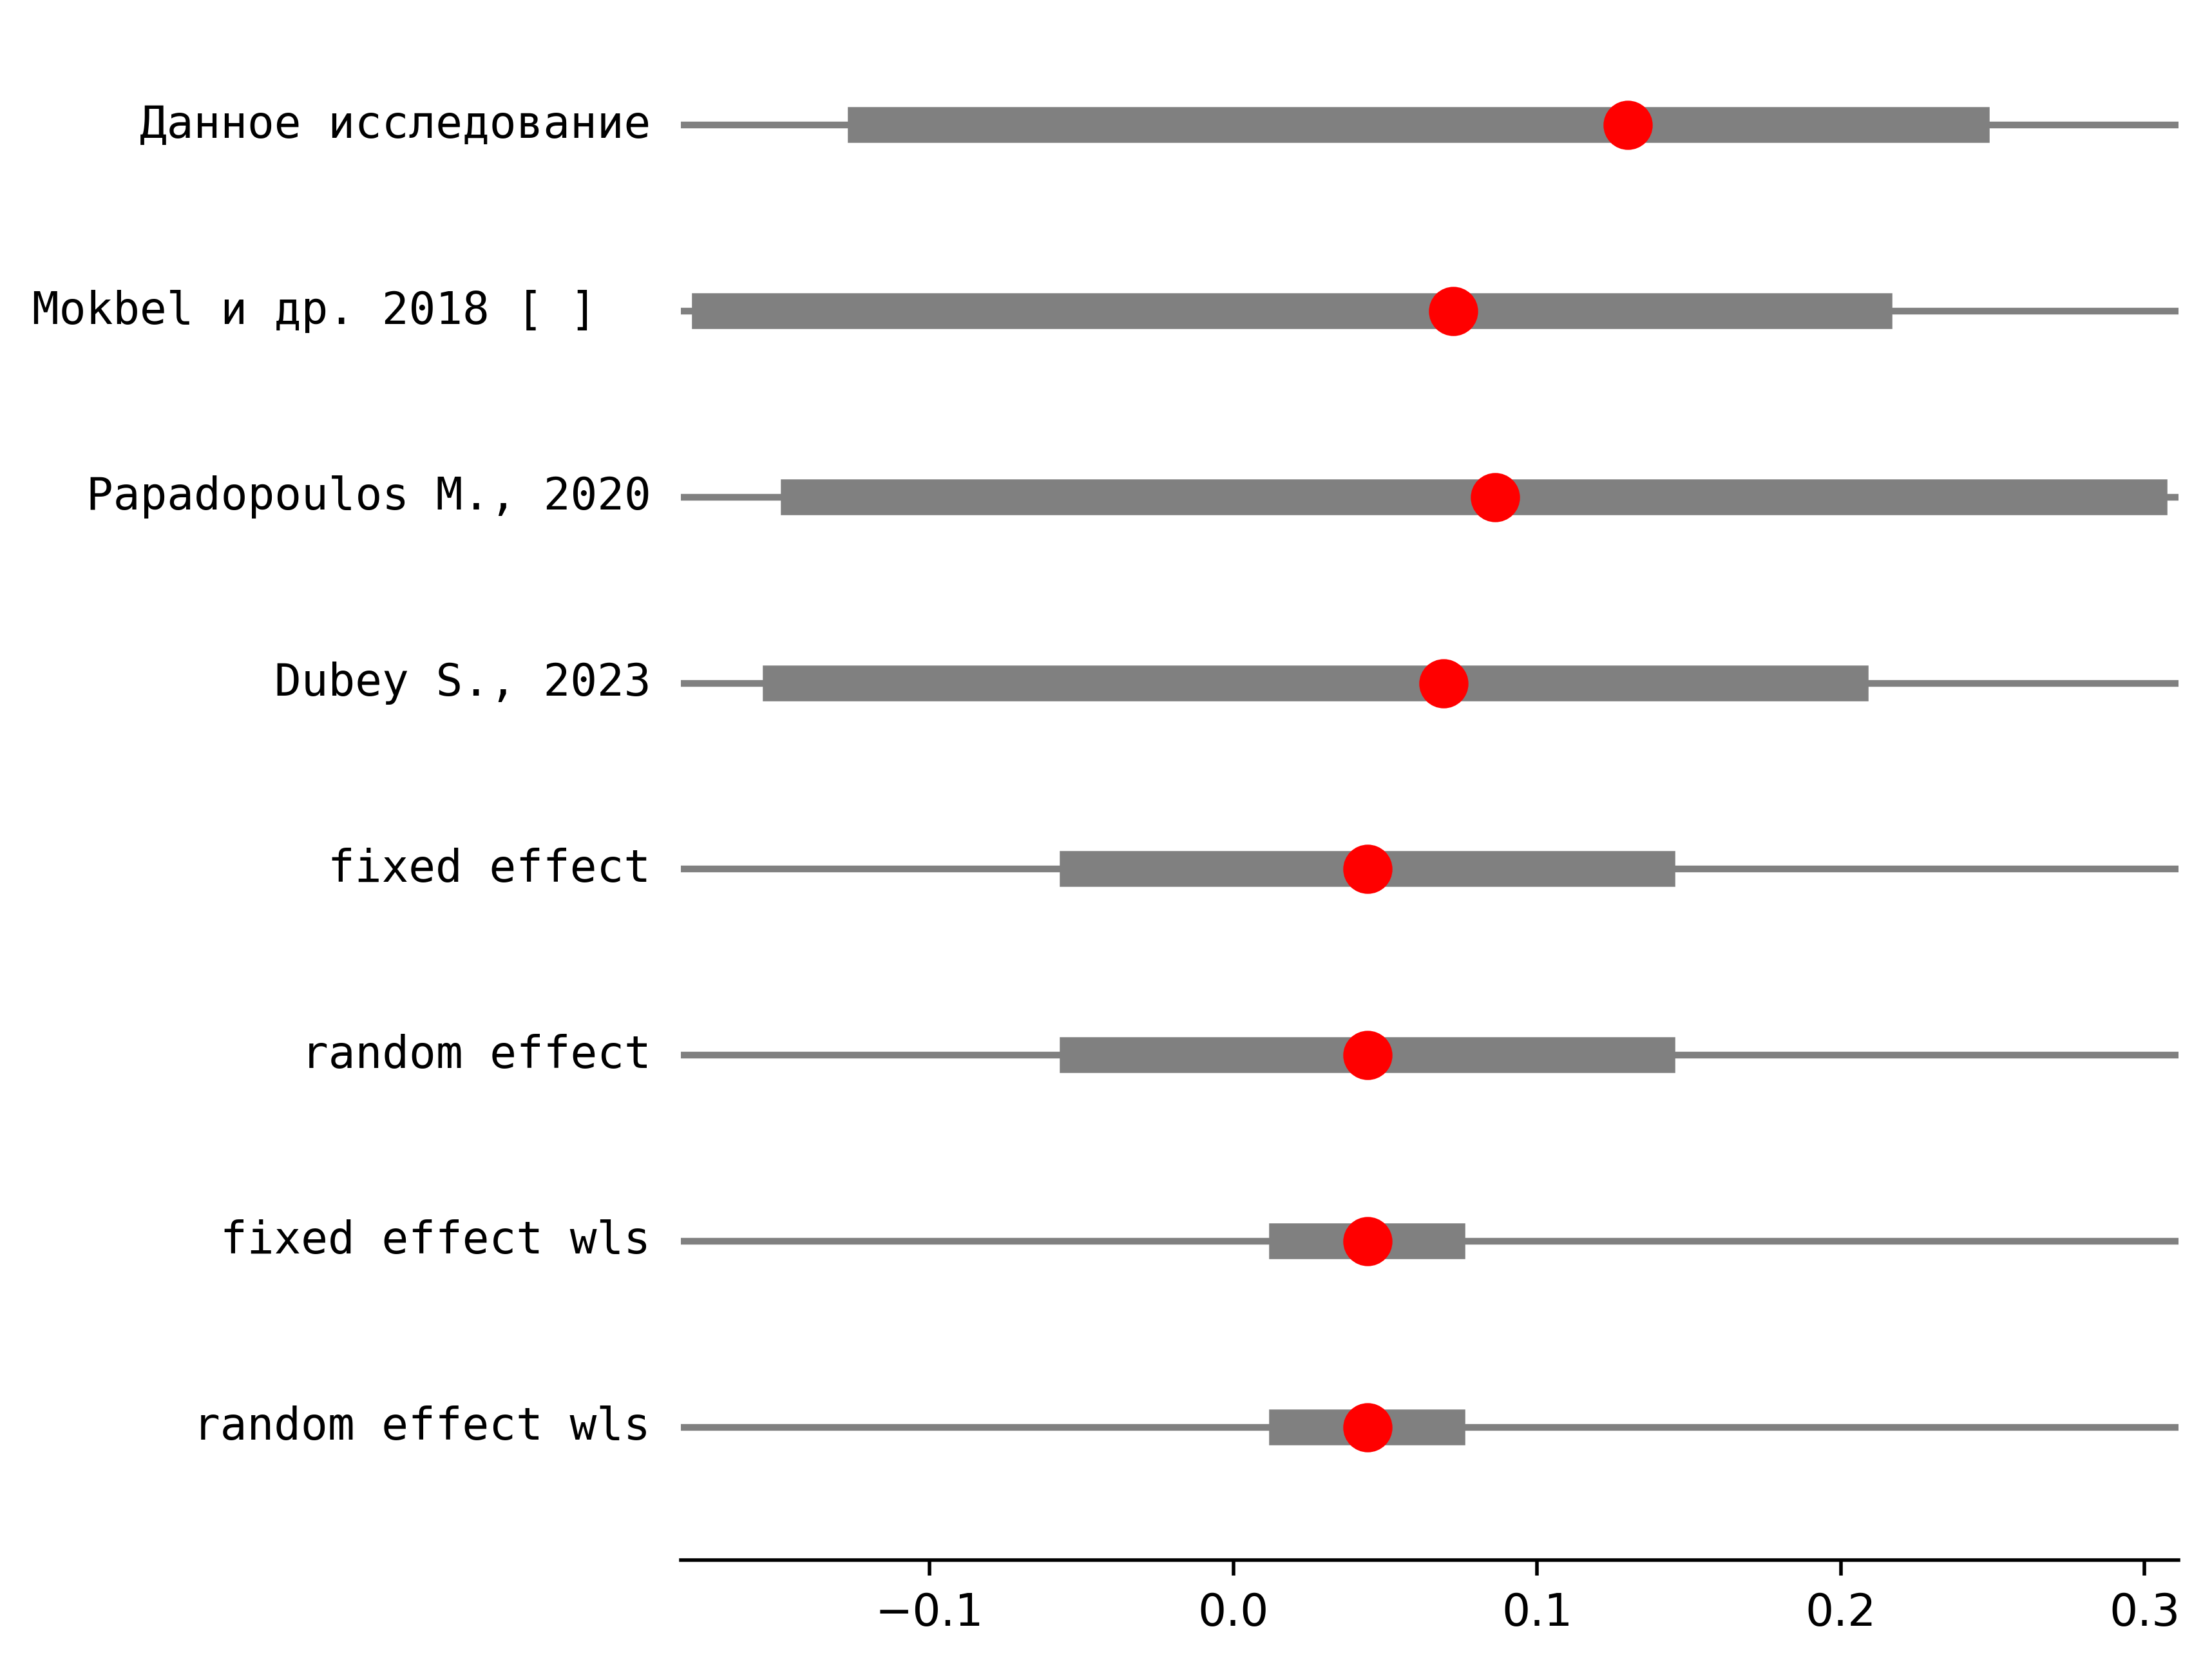 Данное исследование
Mokbel и др. 2018 [ ]
Papadopoulos M., 2020
Dubey S., 2023
fixed effect
random effect
fixed effect wls
random effect wls
−0.1 0.0 0.1 0.2 0.3